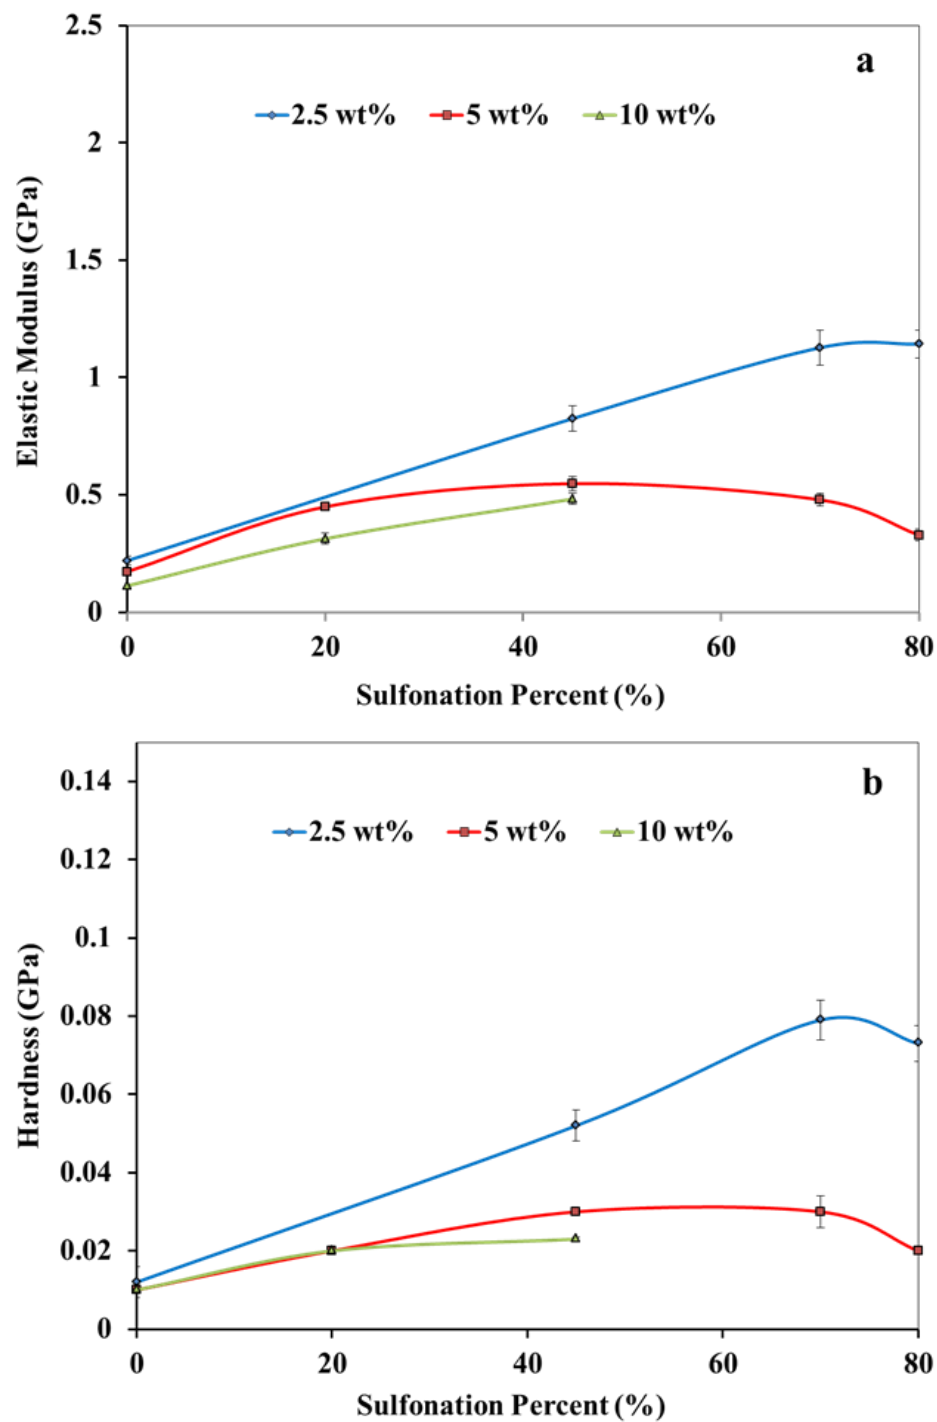 a
2.5 wt% 5 wt% 10 wt%
Elastic Modulus (GPa)
2.5
2
1.5
1
0.5
0
0 20 40 60 80
Sulfonation Percent (%)
b
2.5 wt% 5 wt% 10 wt%
Hardness (GPa)
0.14
0.12
0.1
0.08
0.06
0.04
0.02
0
0 20 40 60 80
Sulfonation Percent (%)